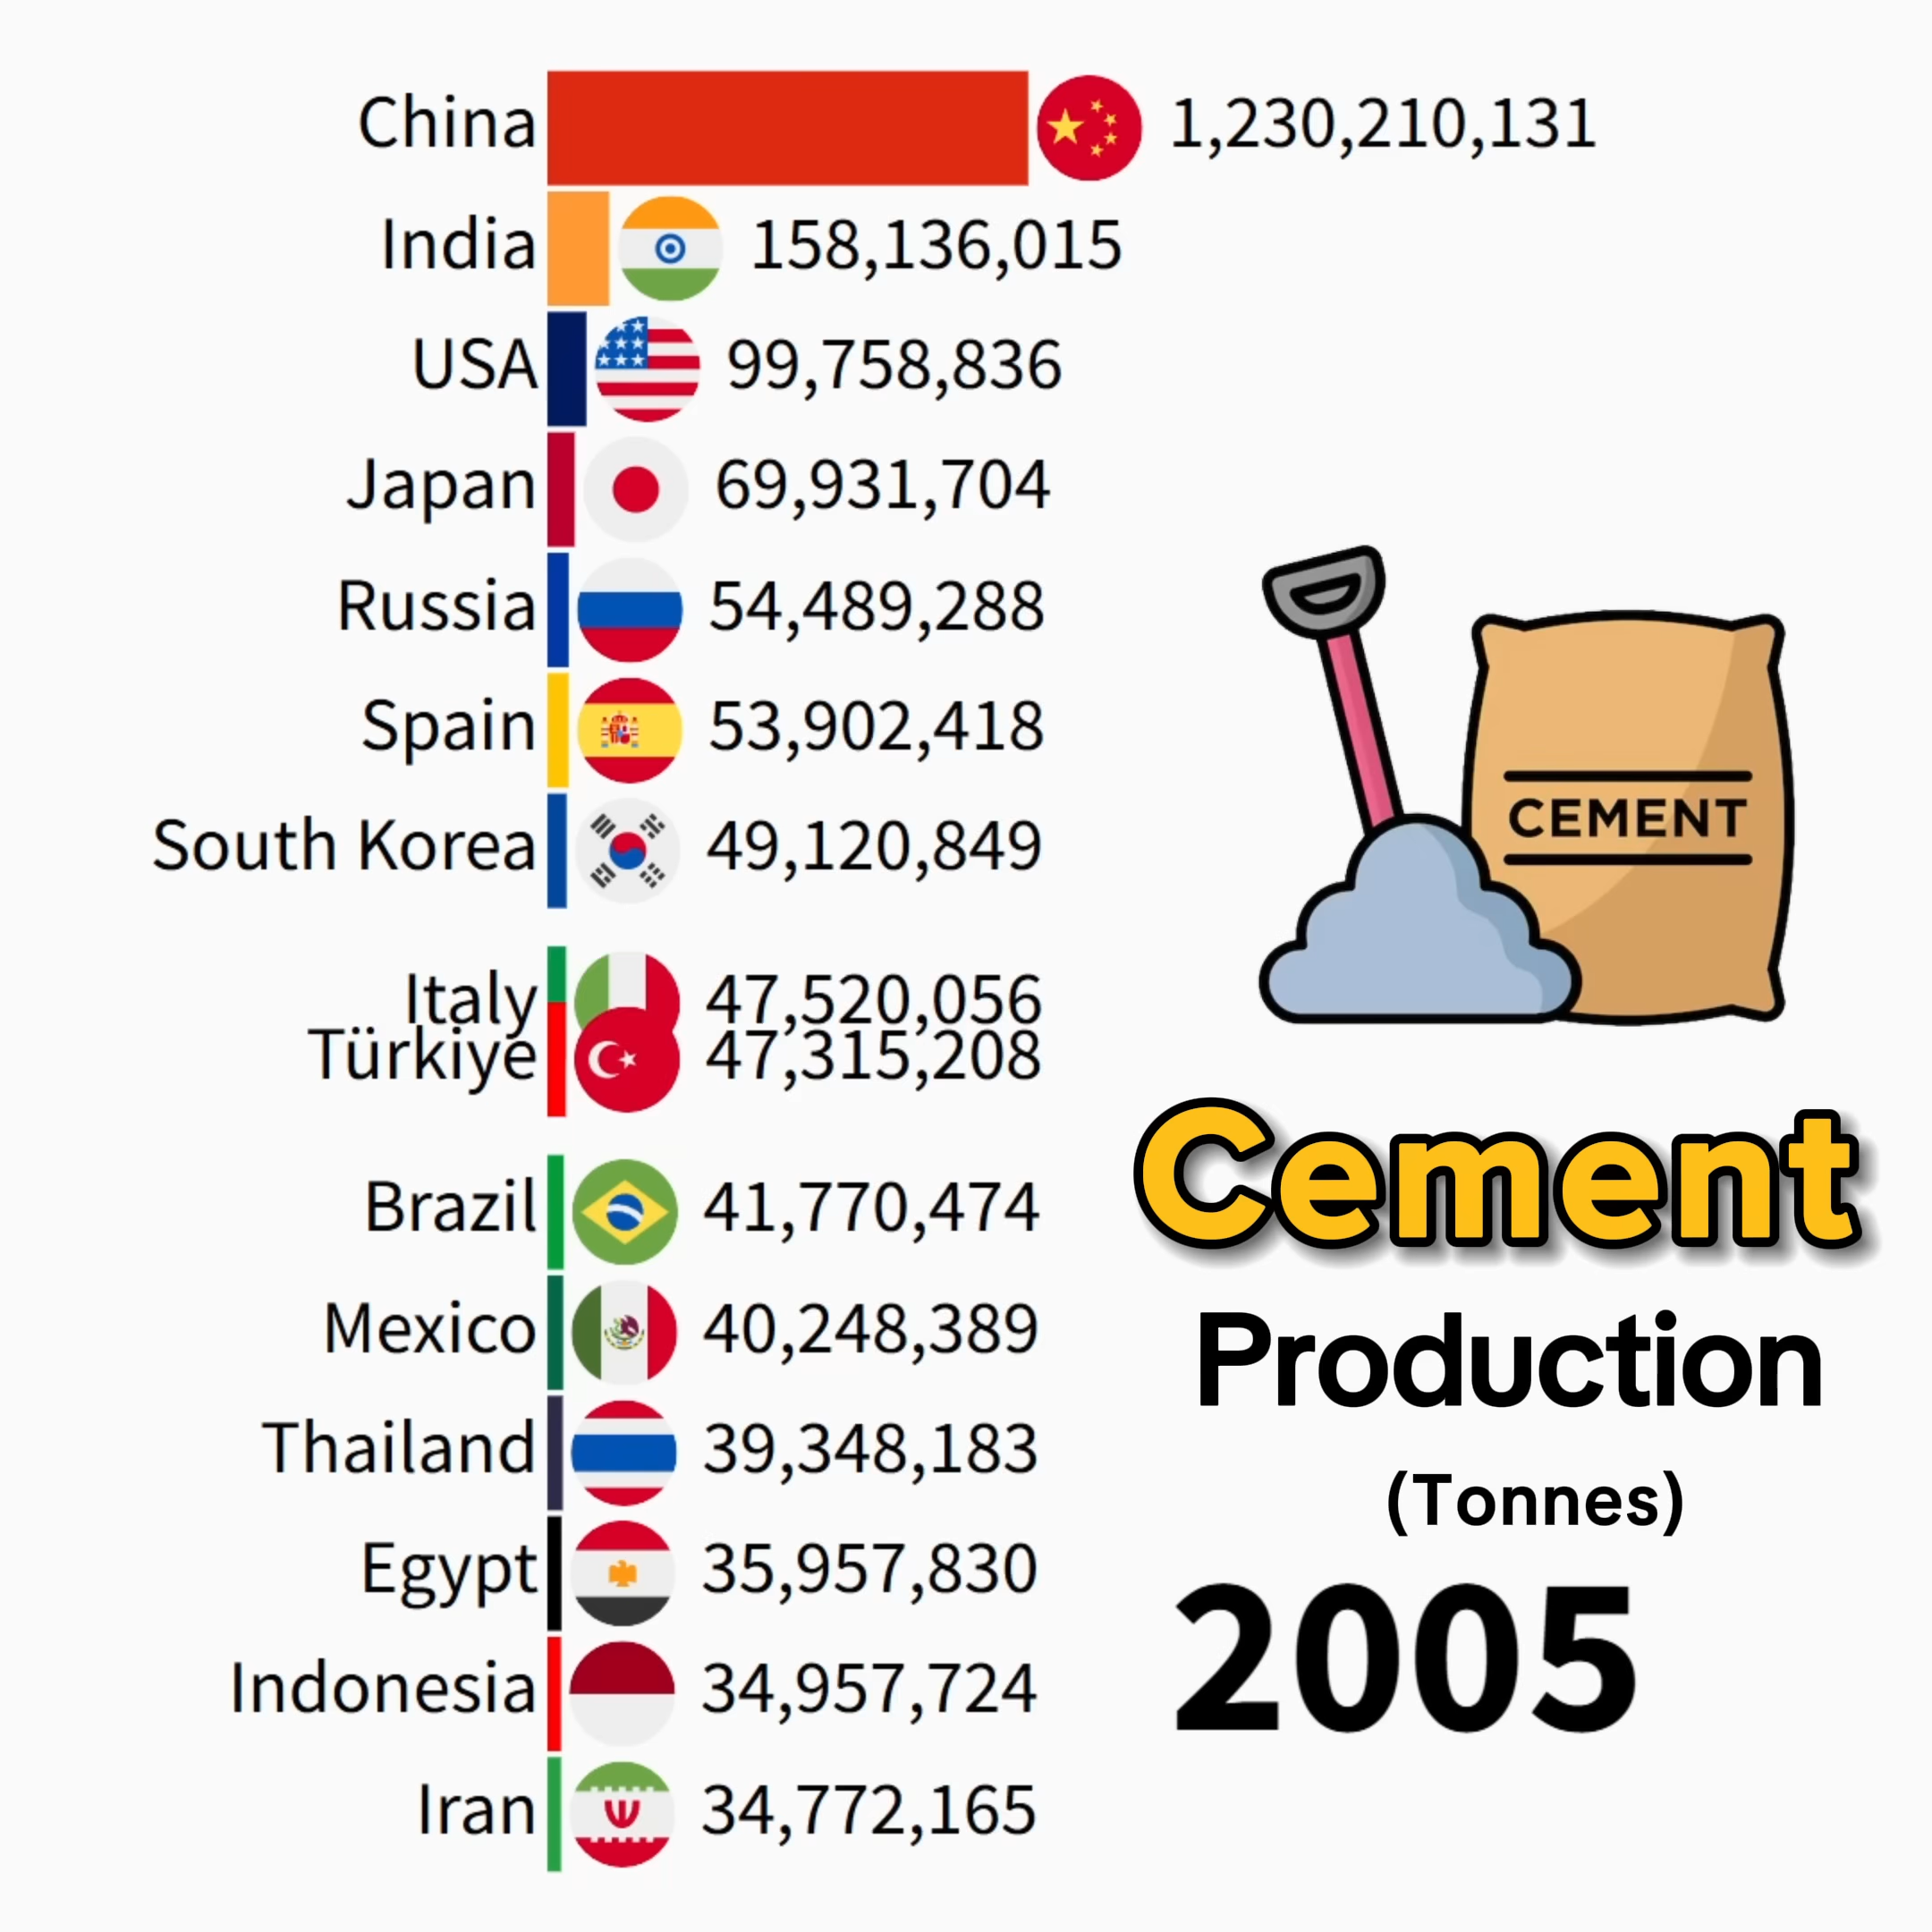 China 1,230,210,131
India 158,136,015
USA 99,758,836
Japan 69,931,704
Russia 54,489,288
Spain 53,902,418
South Korea 49,120,849
Italy 47,520,056
Türkiye 47,315,208
Brazil 41,770,474
Mexico 40,248,389
Thailand 39,348,183
Egypt 35,957,830
Indonesia 34,957,724
Iran 34,772,165
CEMENT
Cement
Production
(Tonnes)
2005